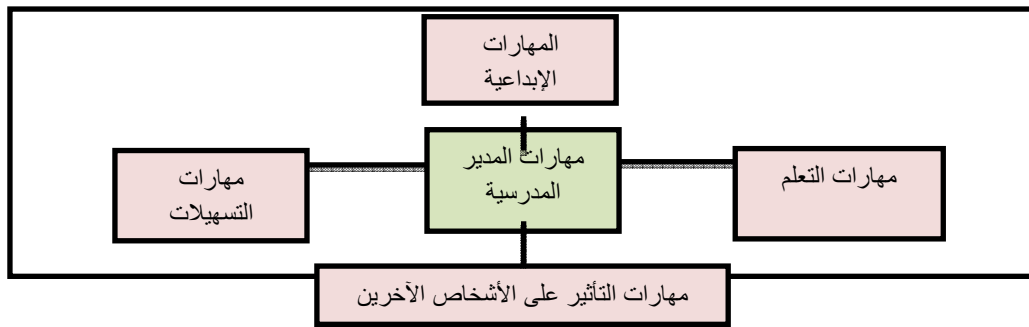 المهارات
الإبداعية
مهارات التعلم
مهارات المدير
المدرسية
مهارات
التسهيلات
مهارات التأثير على الأشخاص الآخرين